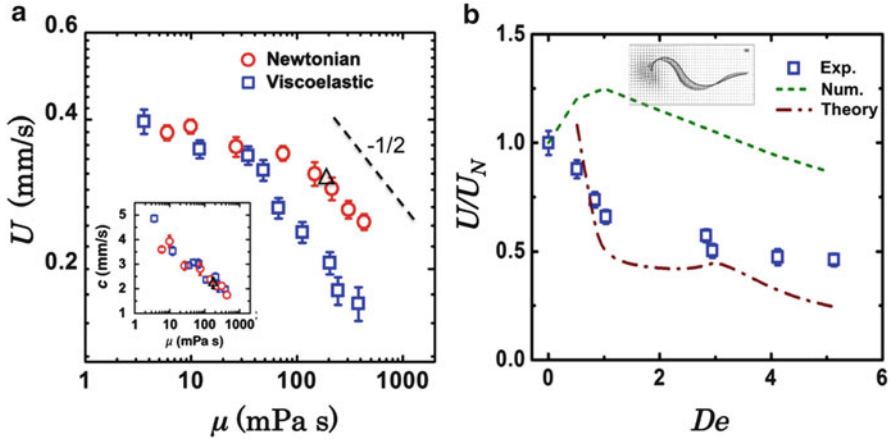 a
0.6
0.4
0.2
U (mm/s)
Newtonian
Viscoelastic
-1/2
5
4
3
2
1
c (mm/s)
1 10 100 1000
μ (mPa s)
1 10 100 1000
μ (mPa s)
b
1.5
1.0
0.5
0.0
U/U_N
Exp.
Num.
Theory
0 2 4 6
De